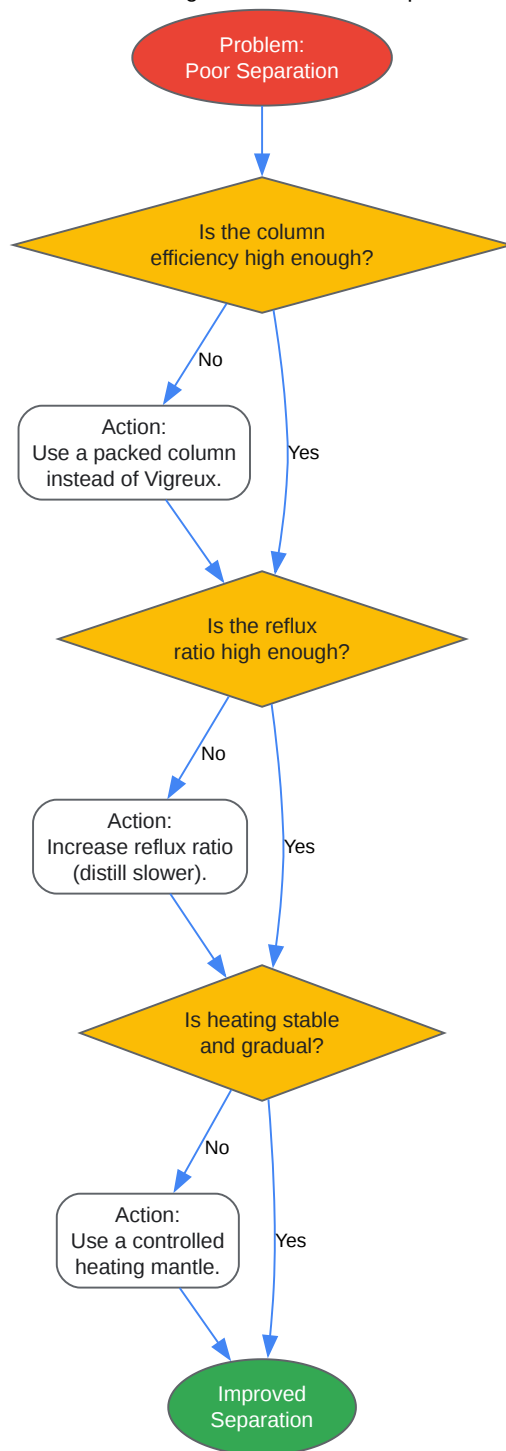 Problem:
Poor Separation
Is the column
efficiency high enough?
No
Action:
Use a packed column
instead of Vigreux.
Yes
Is the reflux
ratio high enough?
No
Action:
Increase reflux ratio
(distill slower).
Yes
Is heating stable
and gradual?
No
Action:
Use a controlled
heating mantle.
Yes
Improved
Separation